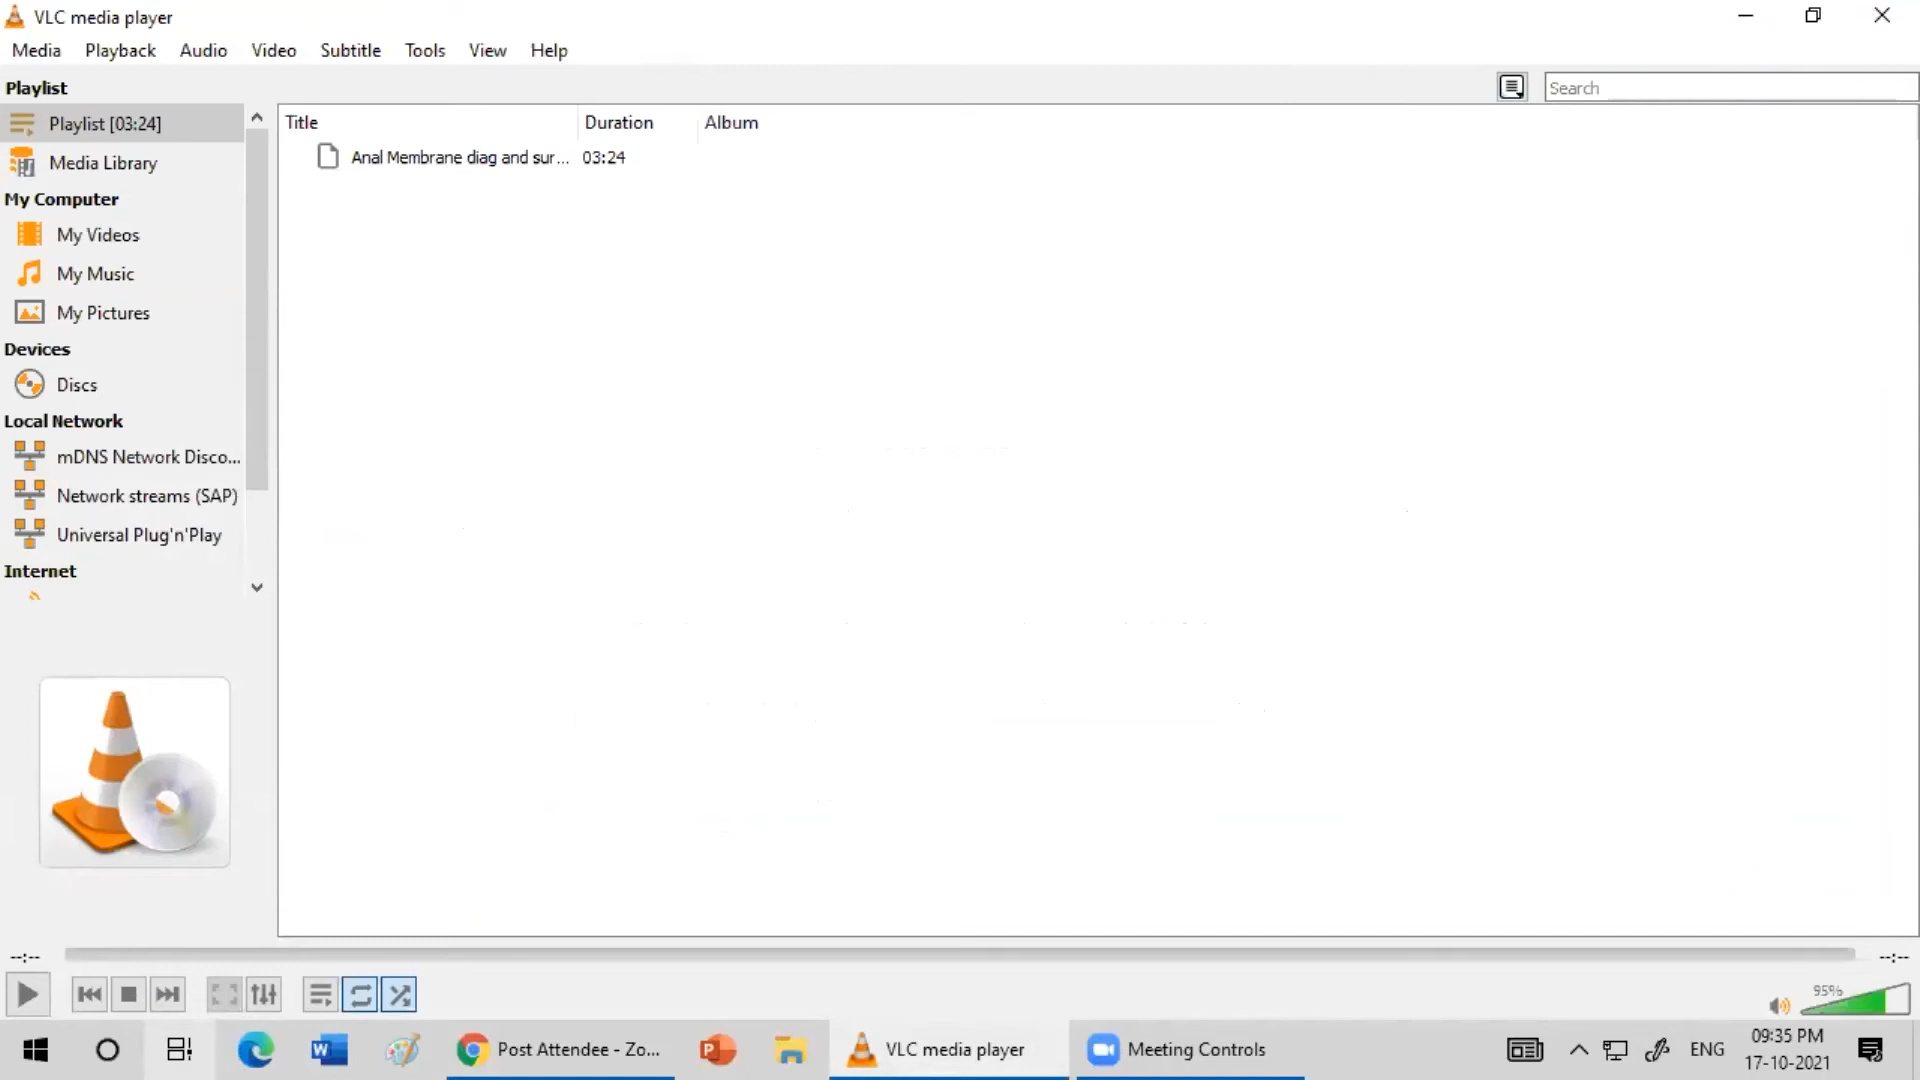 VLC media player
Media Playback Audio Video Subtitle Tools View Help
Playlist
Search
Playlist [03:24]
Title Duration Album
Anal Membrane diag and sur... 03:24
Media Library
My Computer
My Videos
My Music
My Pictures
Devices
Discs
Local Network
mDNS Network Disco...
Network streams (SAP)
Universal Plug'n'Play
Internet
--:-- --:--
95%
Post Attendee - Zo... VLC media player Meeting Controls ENG
09:35 PM
17-10-2021